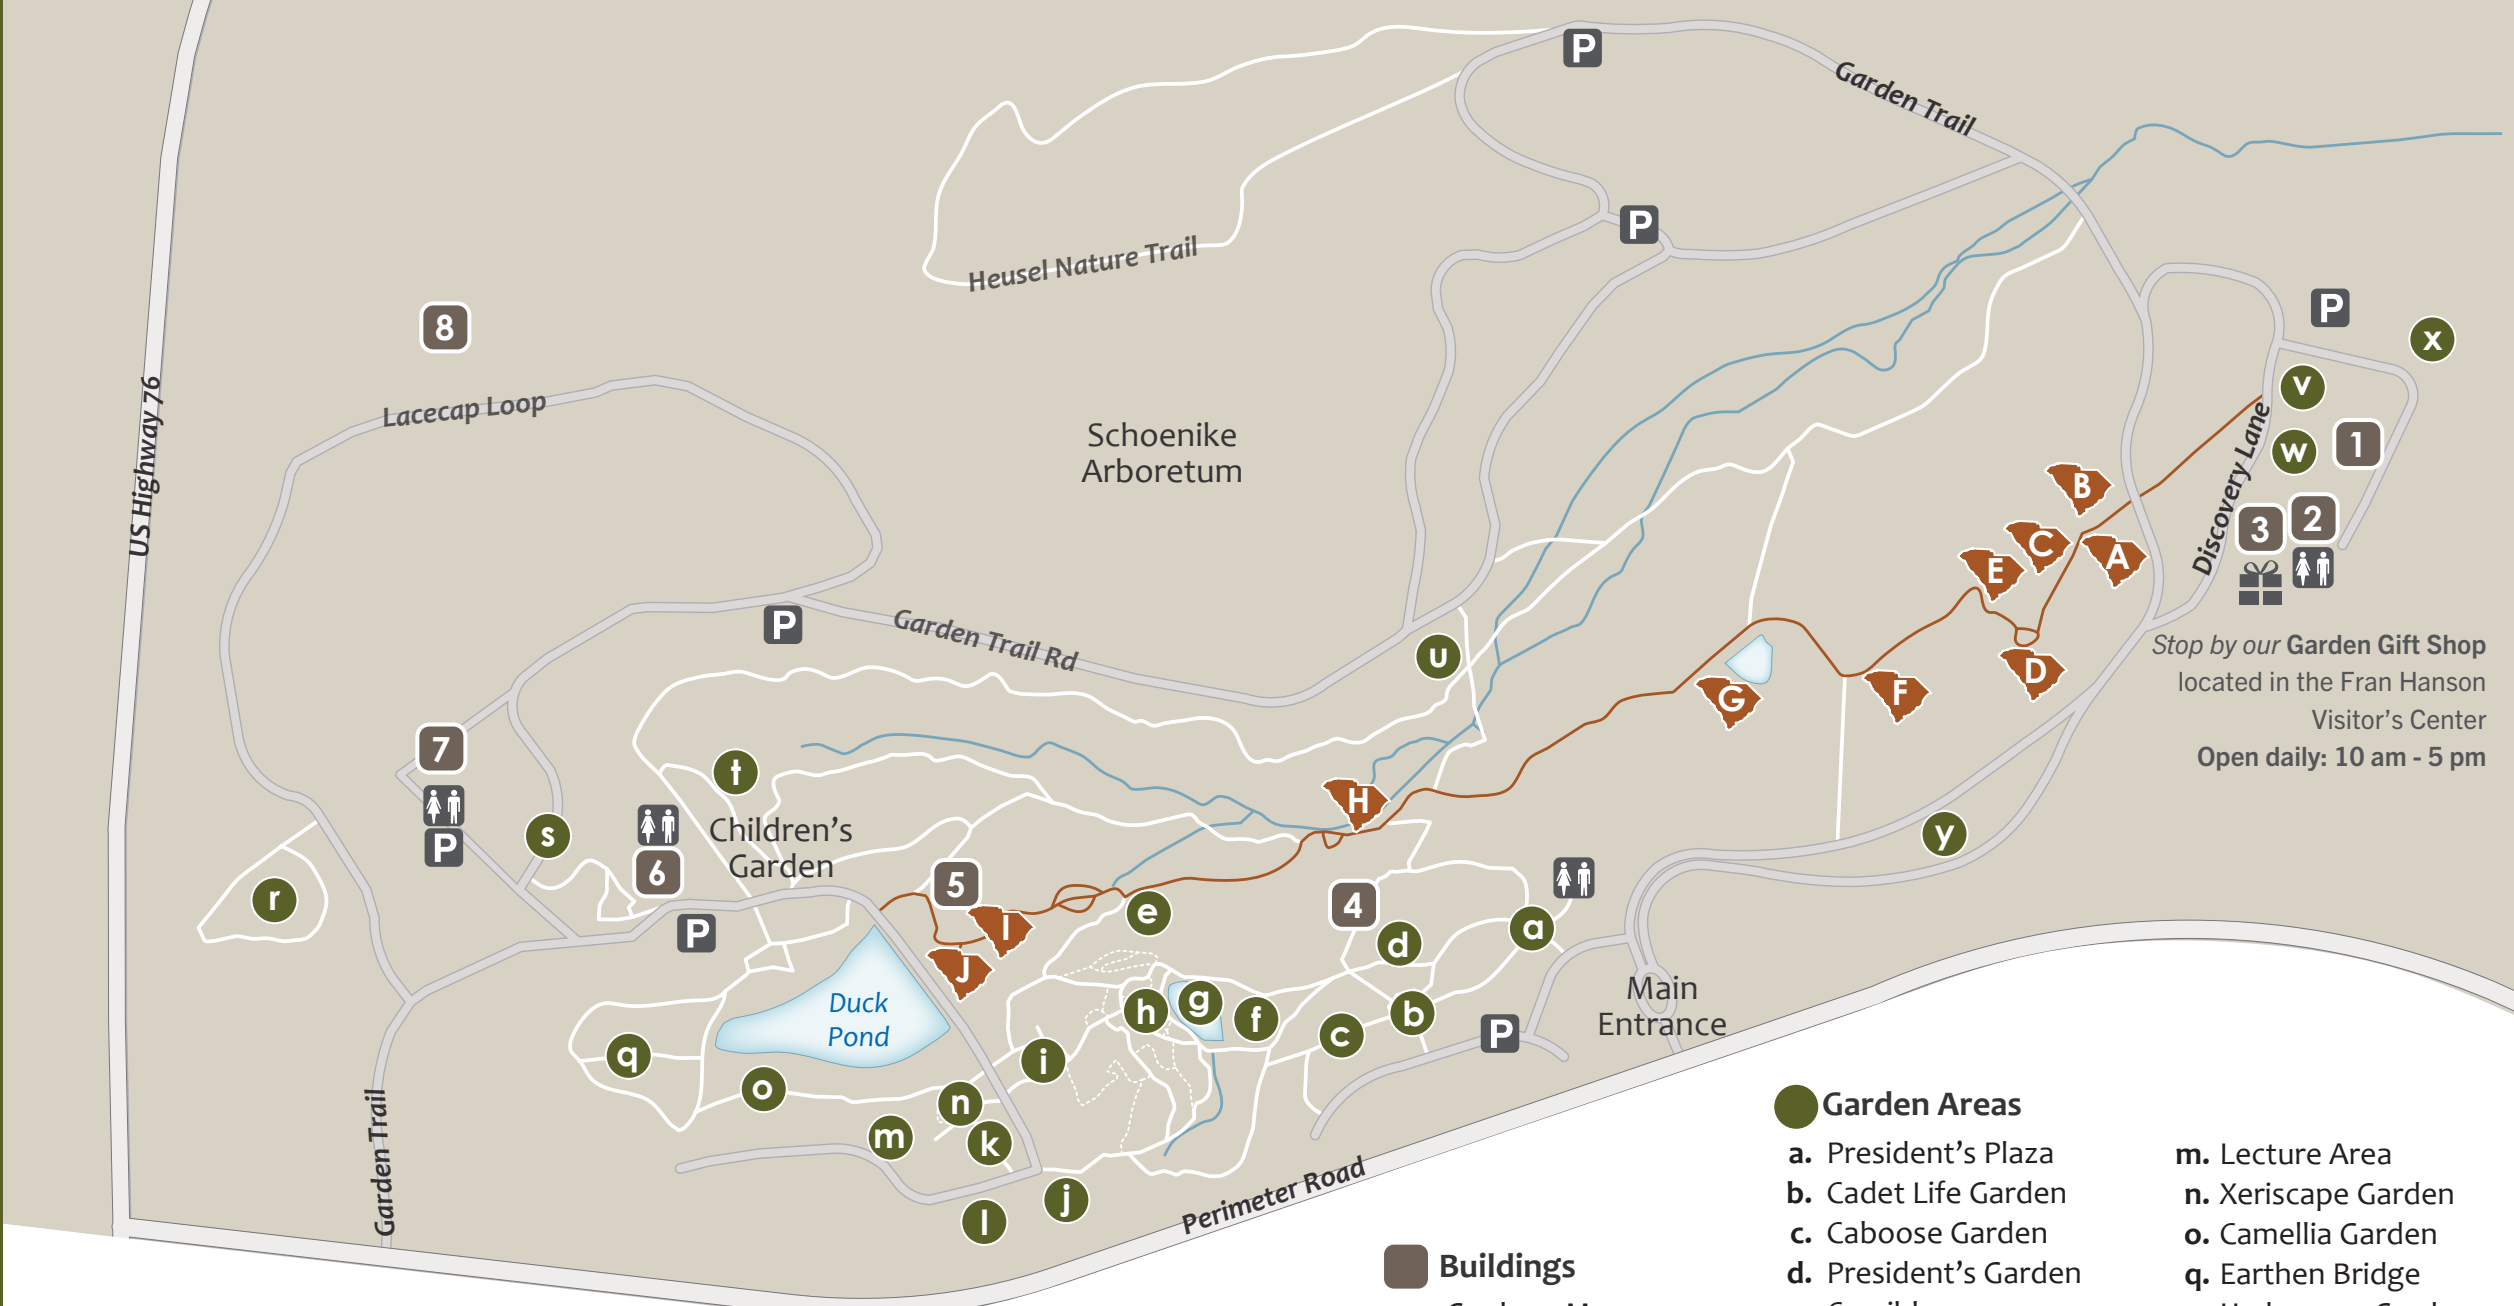 P
Garden Trail
P
Heusel Nature Trail
P
x
8
v
US Highway 76
Lacecap Loop
Schoenike
Arboretum
Discovery Lane
w
1
B
3
2
C
A
E
P
Garden Trail Rd
u
D
G
F
Stop by our Garden Gift Shop
located in the Fran Hanson
Visitor's Center
Open daily: 10 am - 5 pm
7
t
H
P
s
6
Children's
Garden
y
r
5
4
e
a
P
I
d
J
Duck
Pond
h
g
f
b
c
P
Main
Entrance
q
i
o
n
m
k
j
l
Garden Trail
Perimeter Road
Garden Areas
a. President's Plaza
b. Cadet Life Garden
c. Caboose Garden
d. President's Garden
m. Lecture Area
n. Xeriscape Garden
o. Camellia Garden
q. Earthen Bridge
Buildings